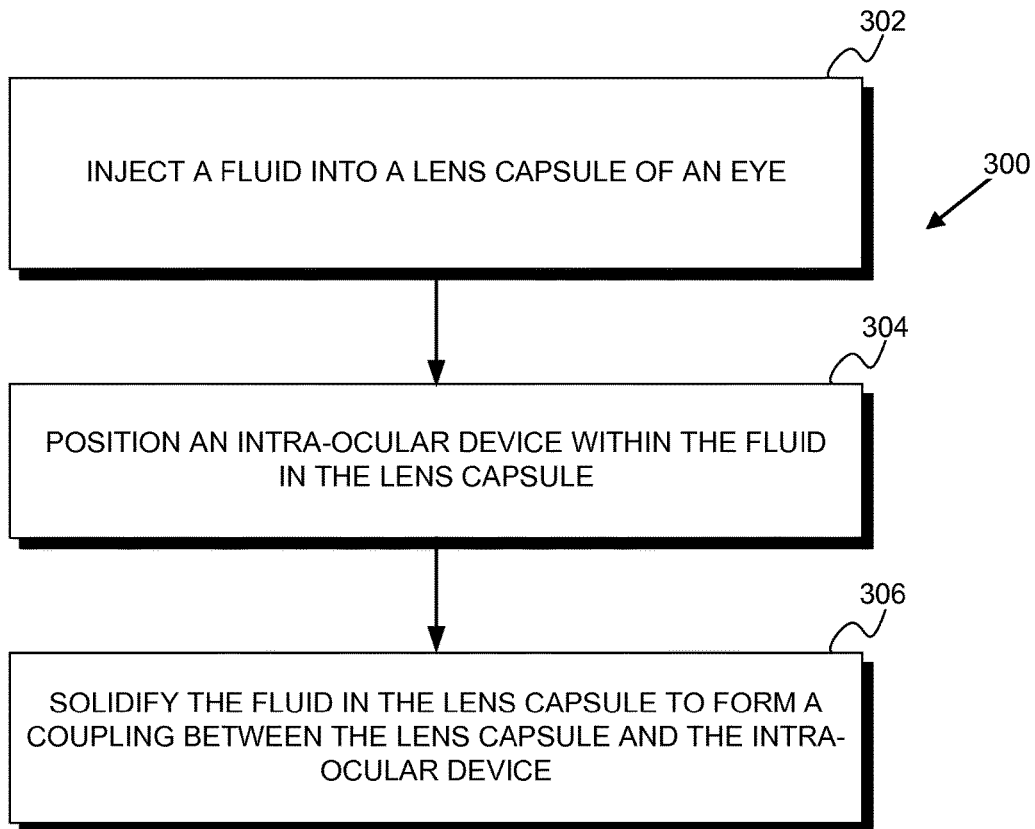 302
INJECT A FLUID INTO A LENS CAPSULE OF AN EYE
300
304
POSITION AN INTRA-OCULAR DEVICE WITHIN THE FLUID
IN THE LENS CAPSULE
306
SOLIDIFY THE FLUID IN THE LENS CAPSULE TO FORM A
COUPLING BETWEEN THE LENS CAPSULE AND THE INTRA-
OCULAR DEVICE